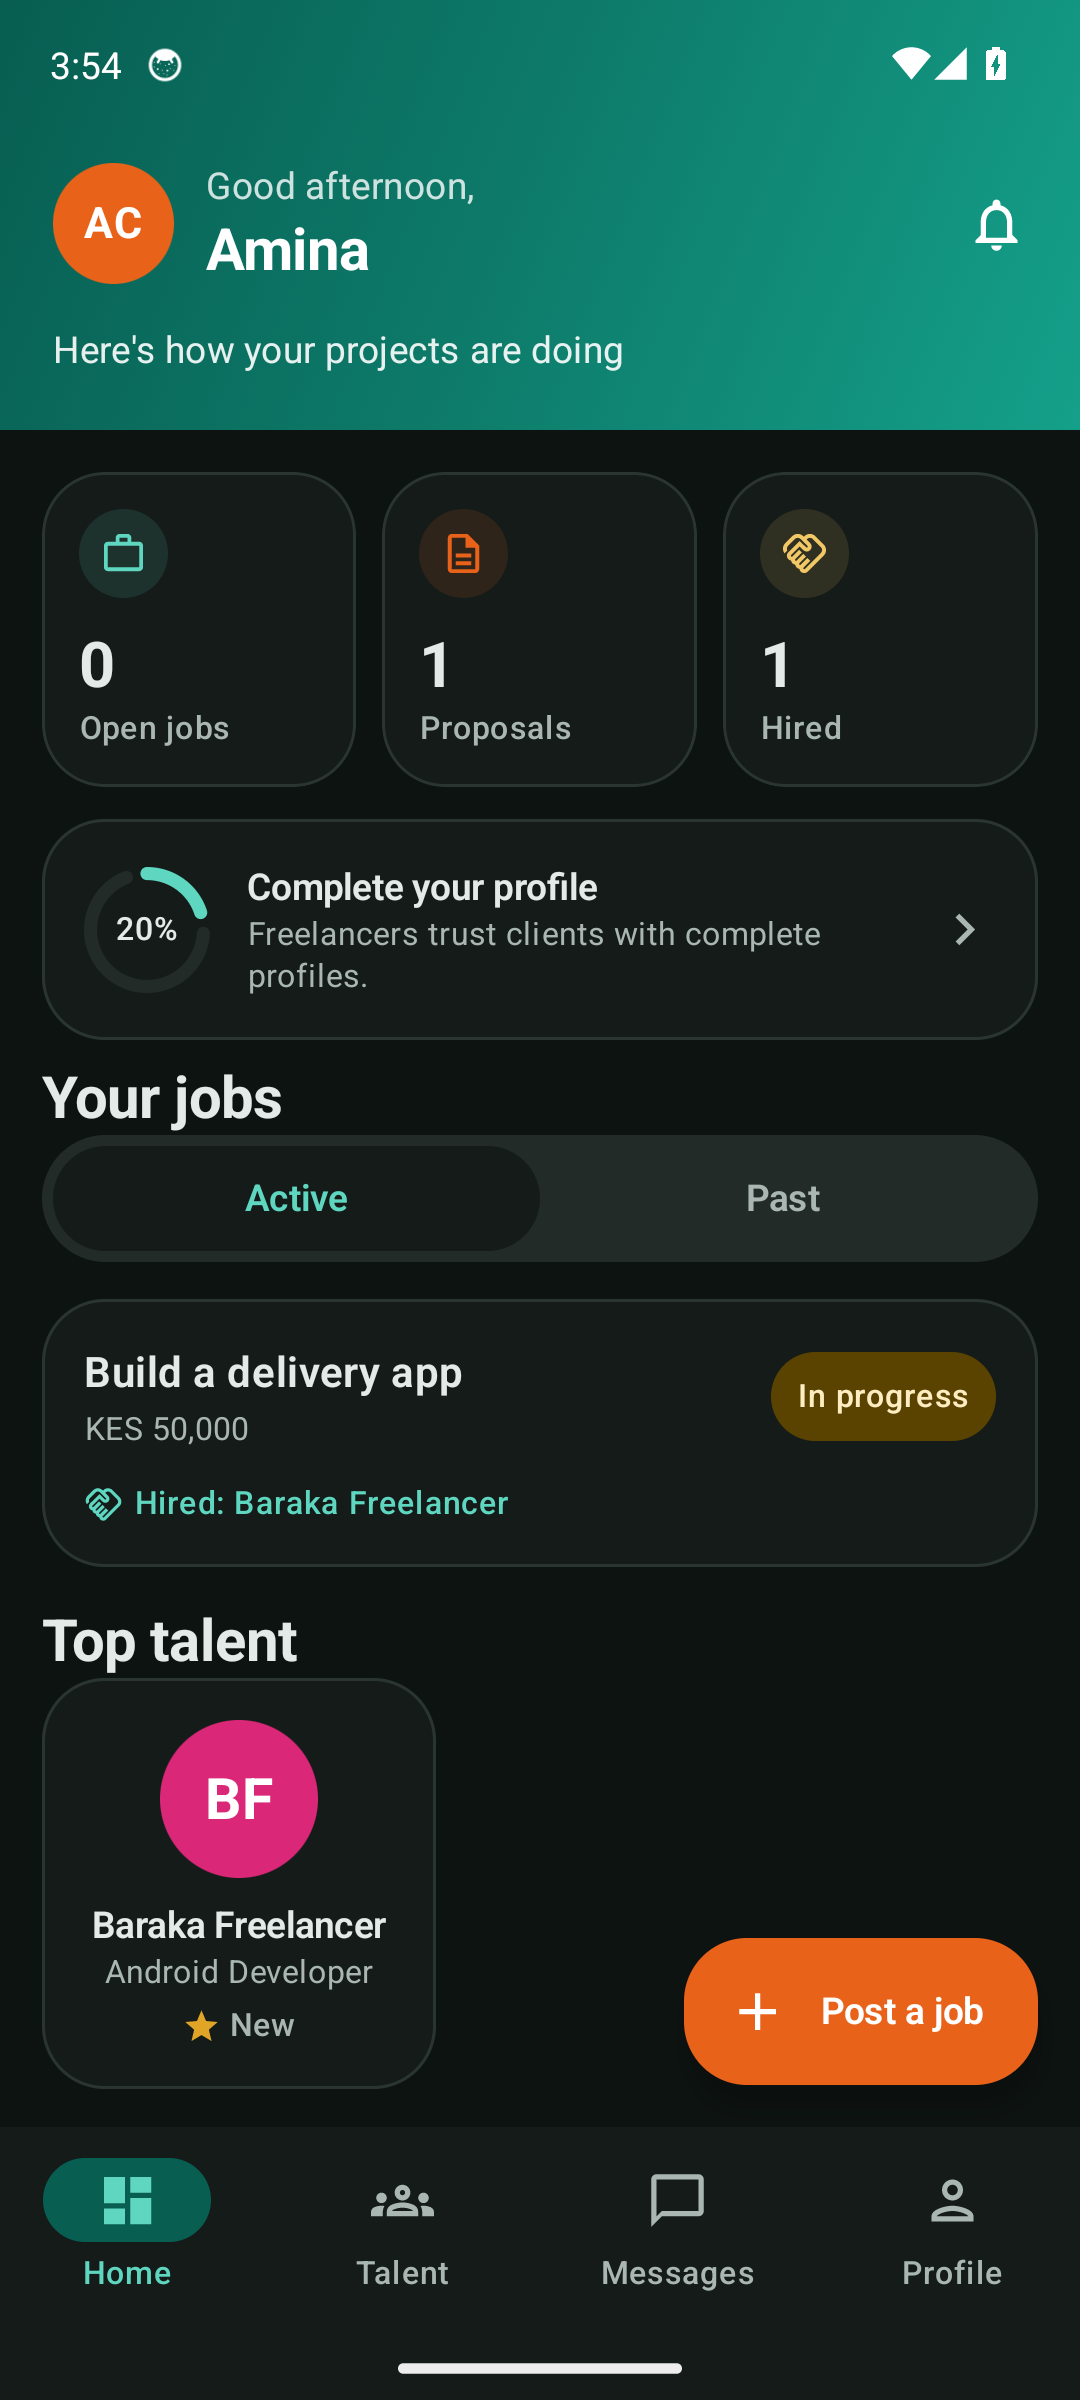 3:54
AC
Good afternoon,
Amina
Here's how your projects are doing
0
Open jobs
1
Proposals
1
Hired
20%
Complete your profile
Freelancers trust clients with complete
profiles.
Your jobs
Active
Past
Build a delivery app
KES 50,000
In progress
Hired: Baraka Freelancer
Top talent
BF
Baraka Freelancer
Android Developer
New
Post a job
Home
Talent
Messages
Profile